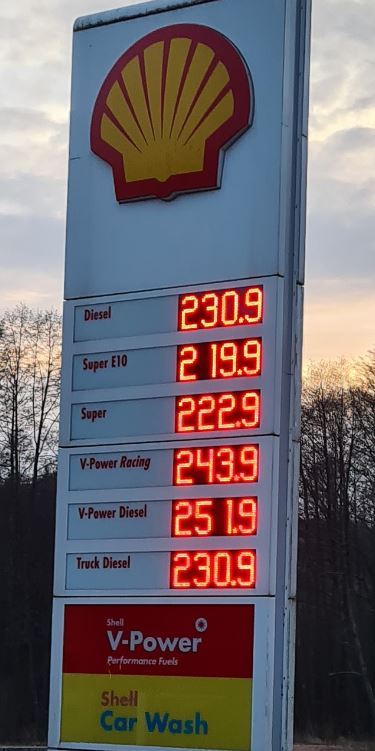 Diesel 230.9
Super E10 219.9
Super 222.9
V-Power Racing 243.9
V-Power Diesel 251.9
Truck Diesel 230.9
Shell
V-Power
Performance Fuels
Shell
Car Wash